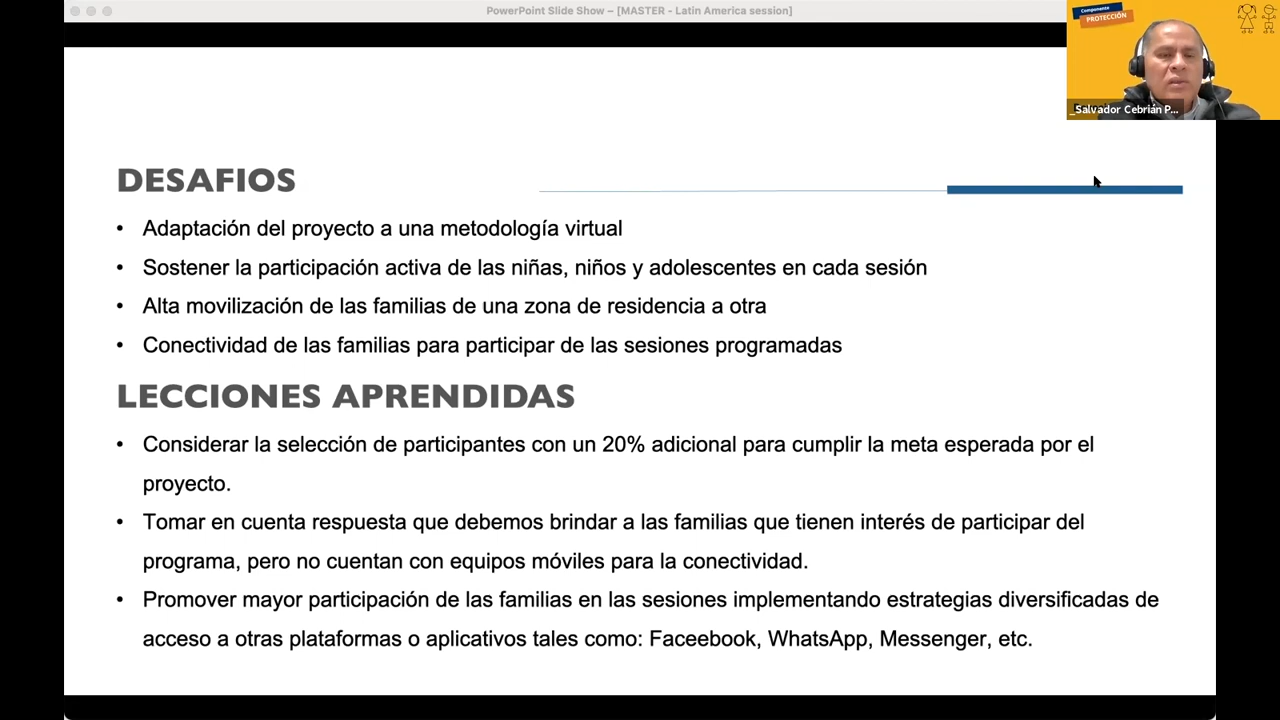 PowerPoint Slide Show – [MASTER - Latin America session]
Componente
PROTECCIÓN
_Salvador Cebrián P...
DESAFIOS
• Adaptación del proyecto a una metodología virtual
• Sostener la participación activa de las niñas, niños y adolescentes en cada sesión
• Alta movilización de las familias de una zona de residencia a otra
• Conectividad de las familias para participar de las sesiones programadas
LECCIONES APRENDIDAS
• Considerar la selección de participantes con un 20% adicional para cumplir la meta esperada por el
proyecto.
• Tomar en cuenta respuesta que debemos brindar a las familias que tienen interés de participar del
programa, pero no cuentan con equipos móviles para la conectividad.
• Promover mayor participación de las familias en las sesiones implementando estrategias diversificadas de
acceso a otras plataformas o aplicativos tales como: Faceebook, WhatsApp, Messenger, etc.